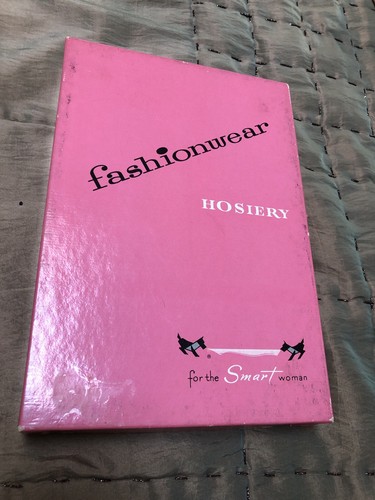 fashionwear
HOSIERY
®
for the Smart woman